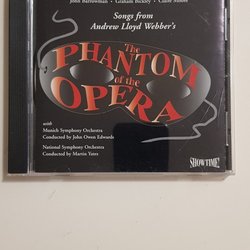 John Barrowman • Graham Bickley • Claire Moore
Songs from
Andrew Lloyd Webber's
The
PHANTOM
of the
OPERA
with
Munich Symphony Orchestra
Conducted by John Owen Edwards
National Symphony Orchestra
Conducted by Martin Yates
SHOWTIME!